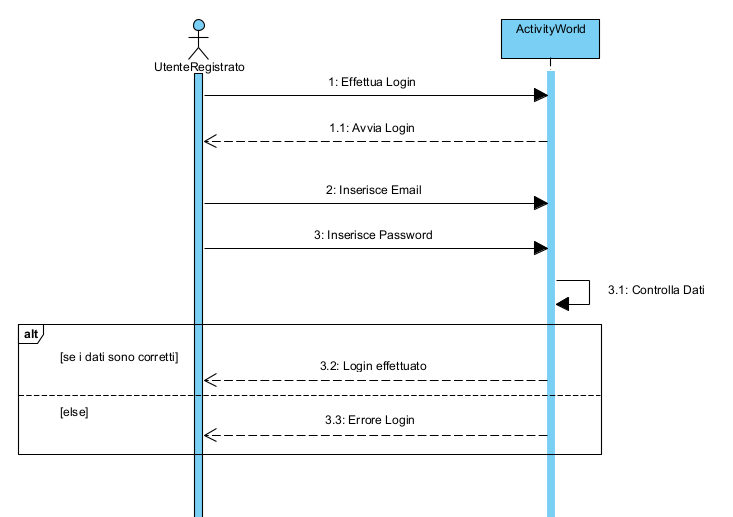 ActivityWorld
UtenteRegistrato
1: Effettua Login
1.1: Avvia Login
2: Inserisce Email
3: Inserisce Password
3.1: Controlla Dati
alt
[se i dati sono corretti]
3.2: Login effettuato
[else]
3.3: Errore Login